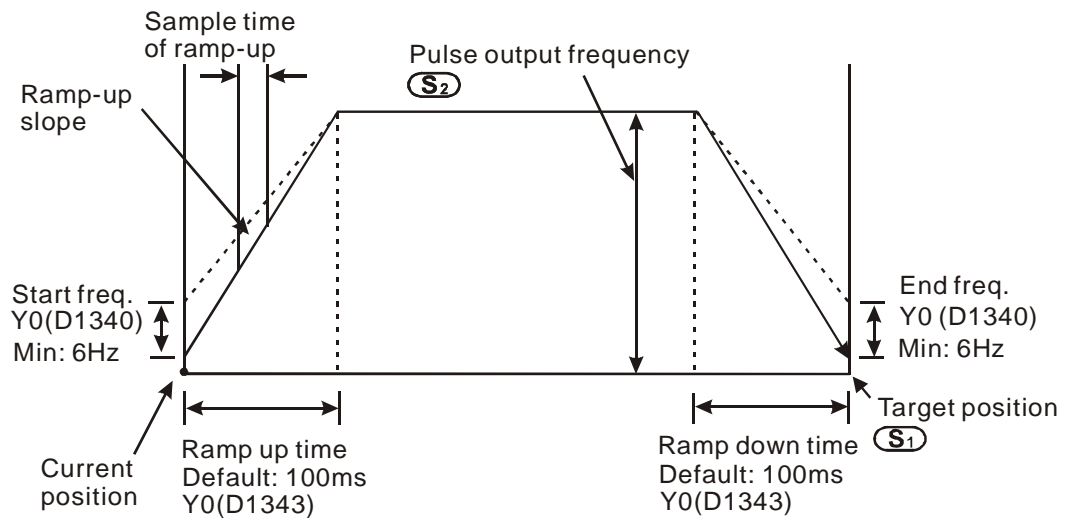 Sample time
of ramp-up
Pulse output frequency
S2
Ramp-up
slope
Start freq.
Y0(D1340)
Min: 6Hz
End freq.
Y0 (D1340)
Min: 6Hz
Target position
S1
Current
position
Ramp up time
Default: 100ms
Y0(D1343)
Ramp down time
Default: 100ms
Y0(D1343)